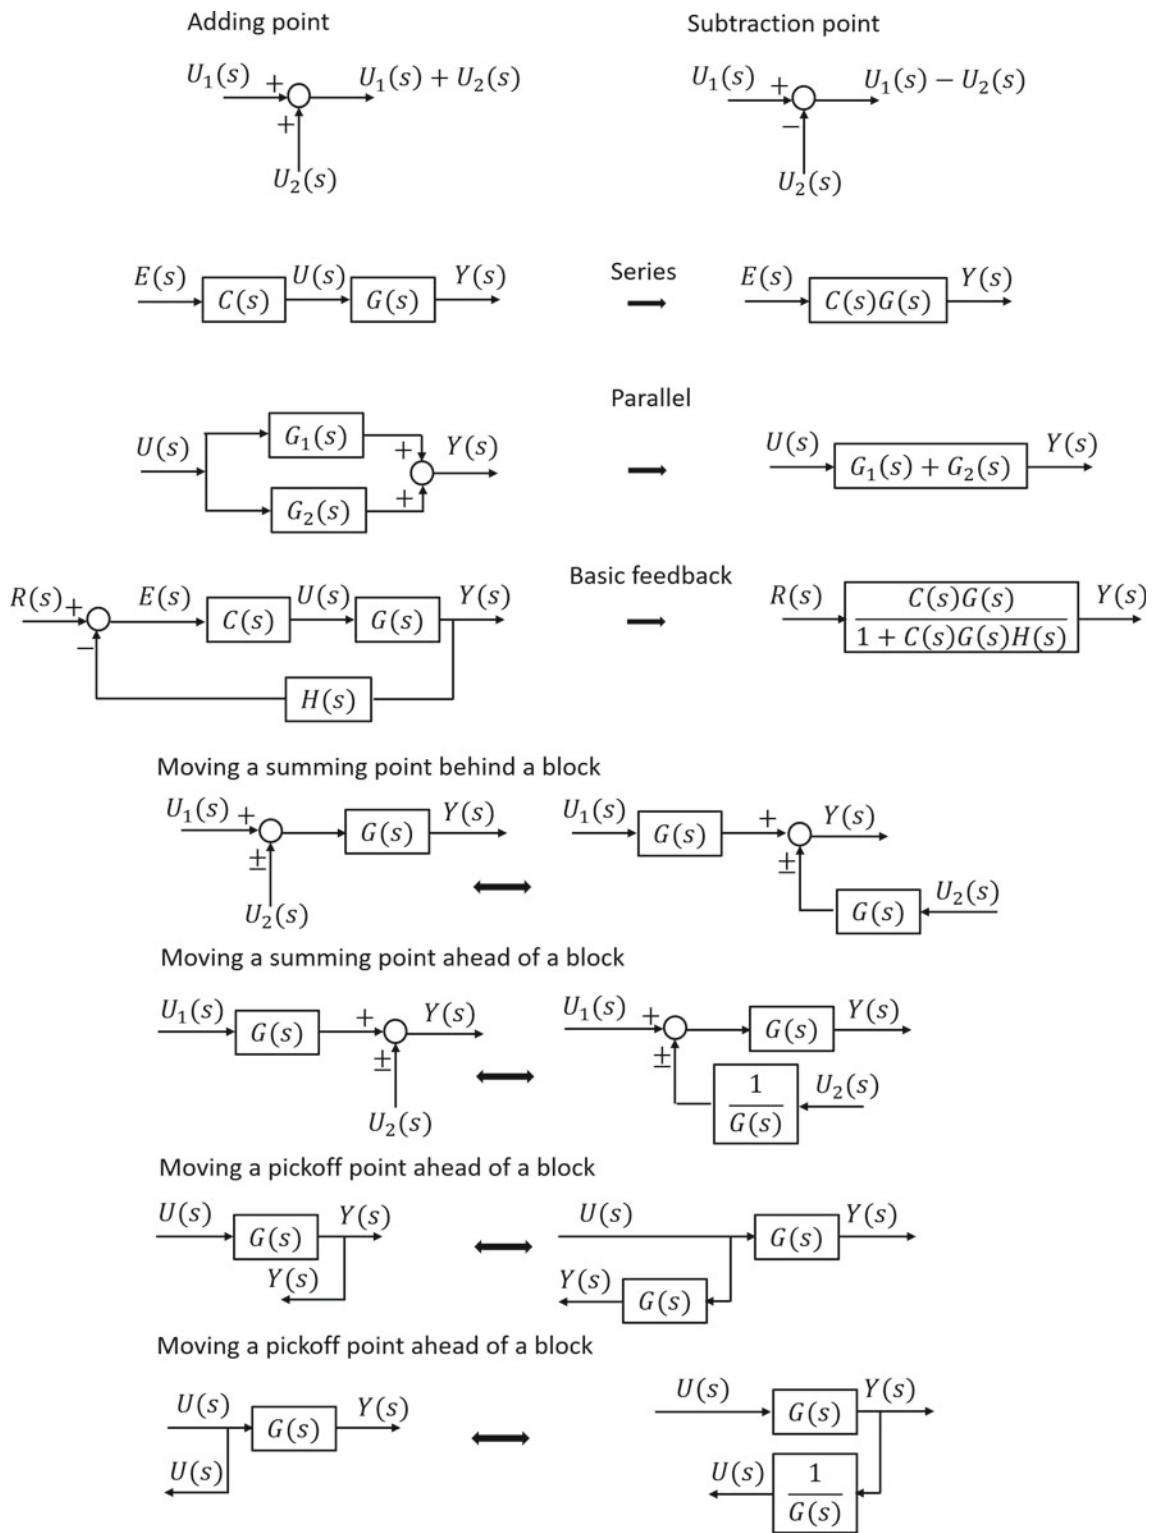 Adding point
Subtraction point
U₁(s) + U₁(s) + U₂(s)
+
U₂(s)
U₁(s) + U₁(s) − U₂(s)
−
U₂(s)
E(s) C(s) U(s) G(s) Y(s)
Series
E(s) C(s)G(s) Y(s)
Parallel
U(s) G₁(s) + Y(s)
G₂(s) +
U(s) G₁(s) + G₂(s) Y(s)
Basic feedback
R(s) + E(s) C(s) U(s) G(s) Y(s)
−
H(s)
R(s) C(s)G(s) Y(s)
1 + C(s)G(s)H(s)
Moving a summing point behind a block
U₁(s) + G(s) Y(s)
±
U₂(s)
U₁(s) G(s) + Y(s)
±
G(s) U₂(s)
Moving a summing point ahead of a block
U₁(s) G(s) + Y(s)
±
U₂(s)
U₁(s) + G(s) Y(s)
±
1 U₂(s)
G(s)
Moving a pickoff point ahead of a block
U(s) G(s) Y(s)
Y(s)
U(s) G(s) Y(s)
Y(s) G(s)
Moving a pickoff point ahead of a block
U(s) G(s) Y(s)
U(s)
U(s) G(s) Y(s)
U(s) 1
G(s)